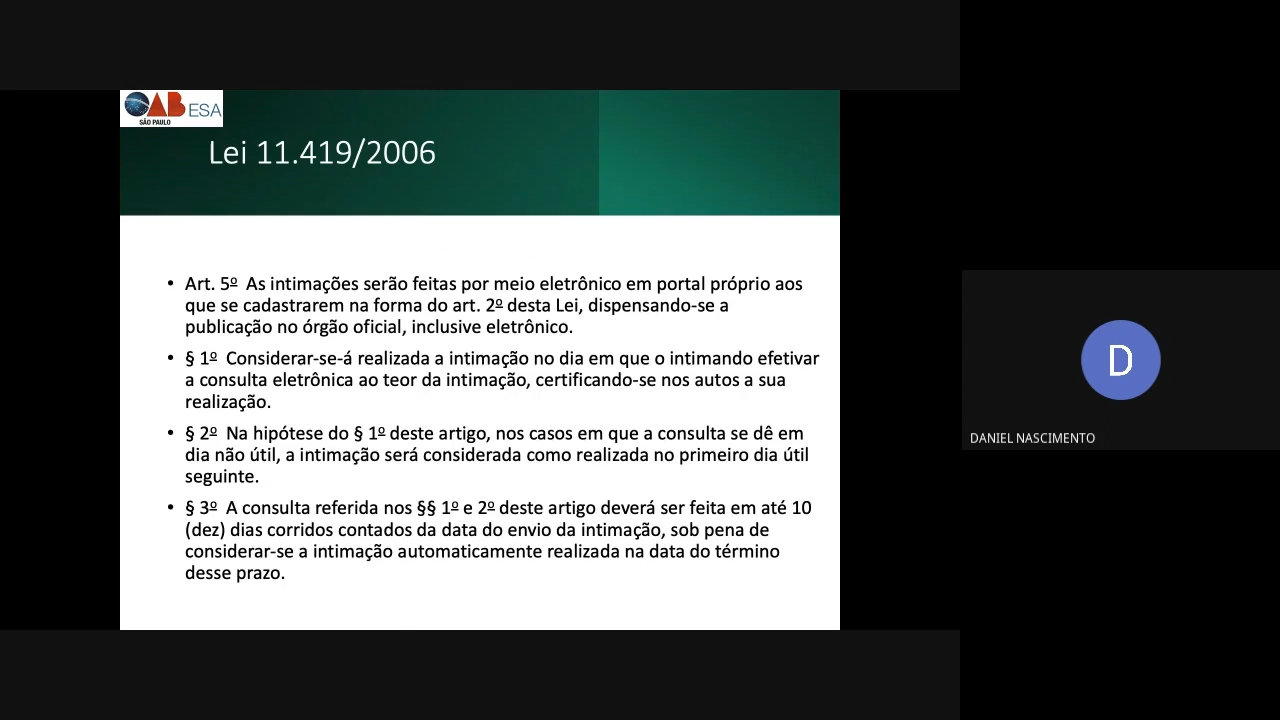 OAB ESA
SÃO PAULO
Lei 11.419/2006
• Art. 5º As intimações serão feitas por meio eletrônico em portal próprio aos
que se cadastrarem na forma do art. 2º desta Lei, dispensando-se a
publicação no órgão oficial, inclusive eletrônico.
• § 1º Considerar-se-á realizada a intimação no dia em que o intimando efetivar
a consulta eletrônica ao teor da intimação, certificando-se nos autos a sua
realização.
• § 2º Na hipótese do § 1º deste artigo, nos casos em que a consulta se dê em
dia não útil, a intimação será considerada como realizada no primeiro dia útil
seguinte.
• § 3º A consulta referida nos §§ 1º e 2º deste artigo deverá ser feita em até 10
(dez) dias corridos contados da data do envio da intimação, sob pena de
considerar-se a intimação automaticamente realizada na data do término
desse prazo.
D
DANIEL NASCIMENTO